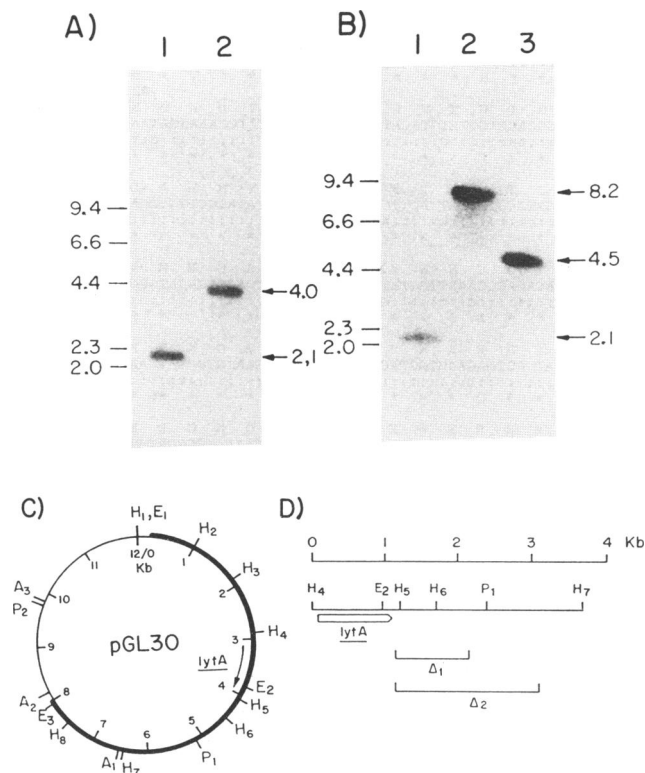 A)
1 2
9.4
6.6
4.4
2.3
2.0
4.0
2,1
B)
1 2 3
9.4
6.6
4.4
2.3
2.0
8.2
4.5
2.1
C)
H1,E1
12/0
Kb
H2
1
H3
2
H4
3
lytA
E2
4
H5
H6
5
P1
6
H7
A1
7
H8
E3
A2
8
9
P2
A3
10
11
pGL30
D)
0 1 2 3 4 Kb
H4 E2 H5 H6 P1 H7
lytA
Δ1
Δ2